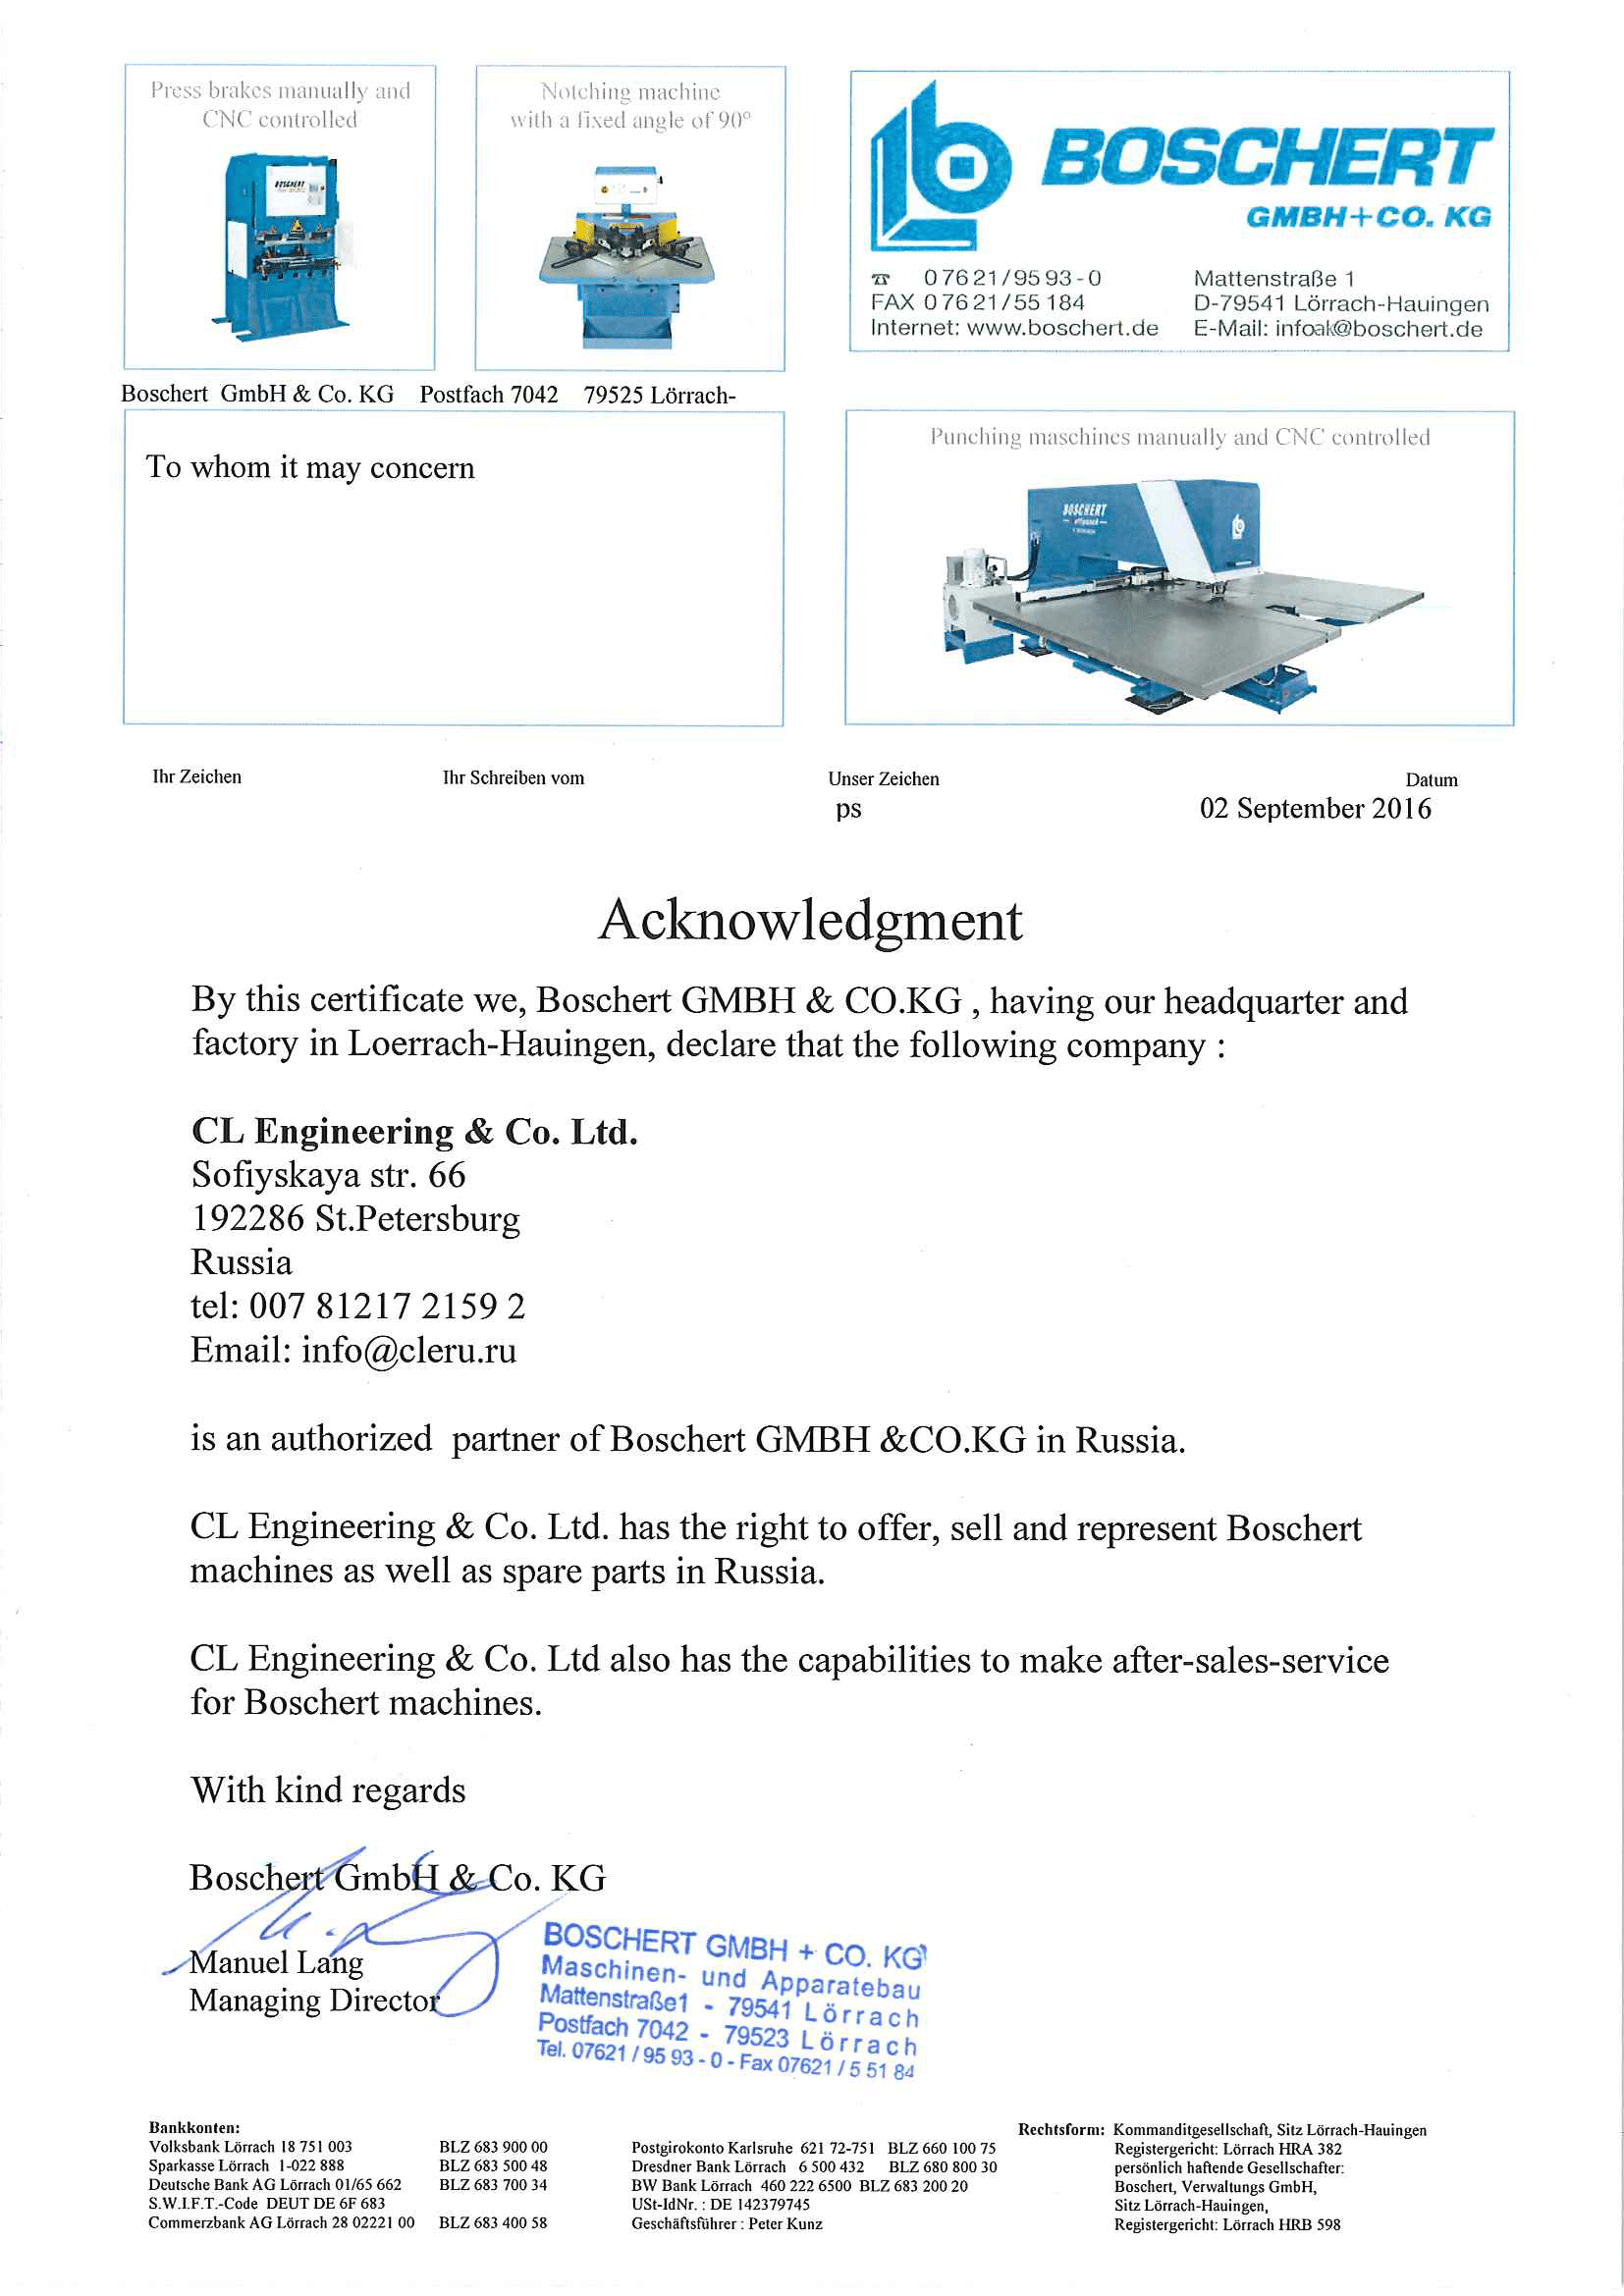 Press brakes manually and
CNC controlled
Notching machine
with a fixed angle of 90°
BOSCHERT
GMBH+CO. KG
☎ 0 76 21/95 93-0
FAX 0 76 21/55 184
Internet: www.boschert.de
Mattenstraße 1
D-79541 Lörrach-Hauingen
E-Mail: infoak@boschert.de
Boschert GmbH & Co. KG Postfach 7042 79525 Lörrach-
To whom it may concern
Punching maschines manually and CNC controlled
BOSCHERT
Ihr Zeichen Ihr Schreiben vom Unser Zeichen Datum
ps 02 September 2016
Acknowledgment
By this certificate we, Boschert GMBH & CO.KG , having our headquarter and
factory in Loerrach-Hauingen, declare that the following company :
CL Engineering & Co. Ltd.
Sofiyskaya str. 66
192286 St.Petersburg
Russia
tel: 007 81217 2159 2
Email: info@cleru.ru
is an authorized partner of Boschert GMBH &CO.KG in Russia.
CL Engineering & Co. Ltd. has the right to offer, sell and represent Boschert
machines as well as spare parts in Russia.
CL Engineering & Co. Ltd also has the capabilities to make after-sales-service
for Boschert machines.
With kind regards
Boschert GmbH & Co. KG
Manuel Lang
Managing Director
BOSCHERT GMBH + CO. KG
Maschinen- und Apparatebau
Mattenstraße1 - 79541 Lörrach
Postfach 7042 - 79523 Lörrach
Tel. 07621 / 95 93 - 0 - Fax 07621 / 5 51 84
Bankkonten:
Volksbank Lörrach 18 751 003 BLZ 683 900 00
Sparkasse Lörrach 1-022 888 BLZ 683 500 48
Deutsche Bank AG Lörrach 01/65 662 BLZ 683 700 34
S.W.I.F.T.-Code DEUT DE 6F 683
Commerzbank AG Lörrach 28 02221 00 BLZ 683 400 58
Postgirokonto Karlsruhe 621 72-751 BLZ 660 100 75
Dresdner Bank Lörrach 6 500 432 BLZ 680 800 30
BW Bank Lörrach 460 222 6500 BLZ 683 200 20
USt-IdNr. : DE 142379745
Geschäftsführer : Peter Kunz
Rechtsform: Kommanditgesellschaft, Sitz Lörrach-Hauingen
Registergericht: Lörrach HRA 382
persönlich haftende Gesellschafter:
Boschert, Verwaltungs GmbH,
Sitz Lörrach-Hauingen,
Registergericht: Lörrach HRB 598